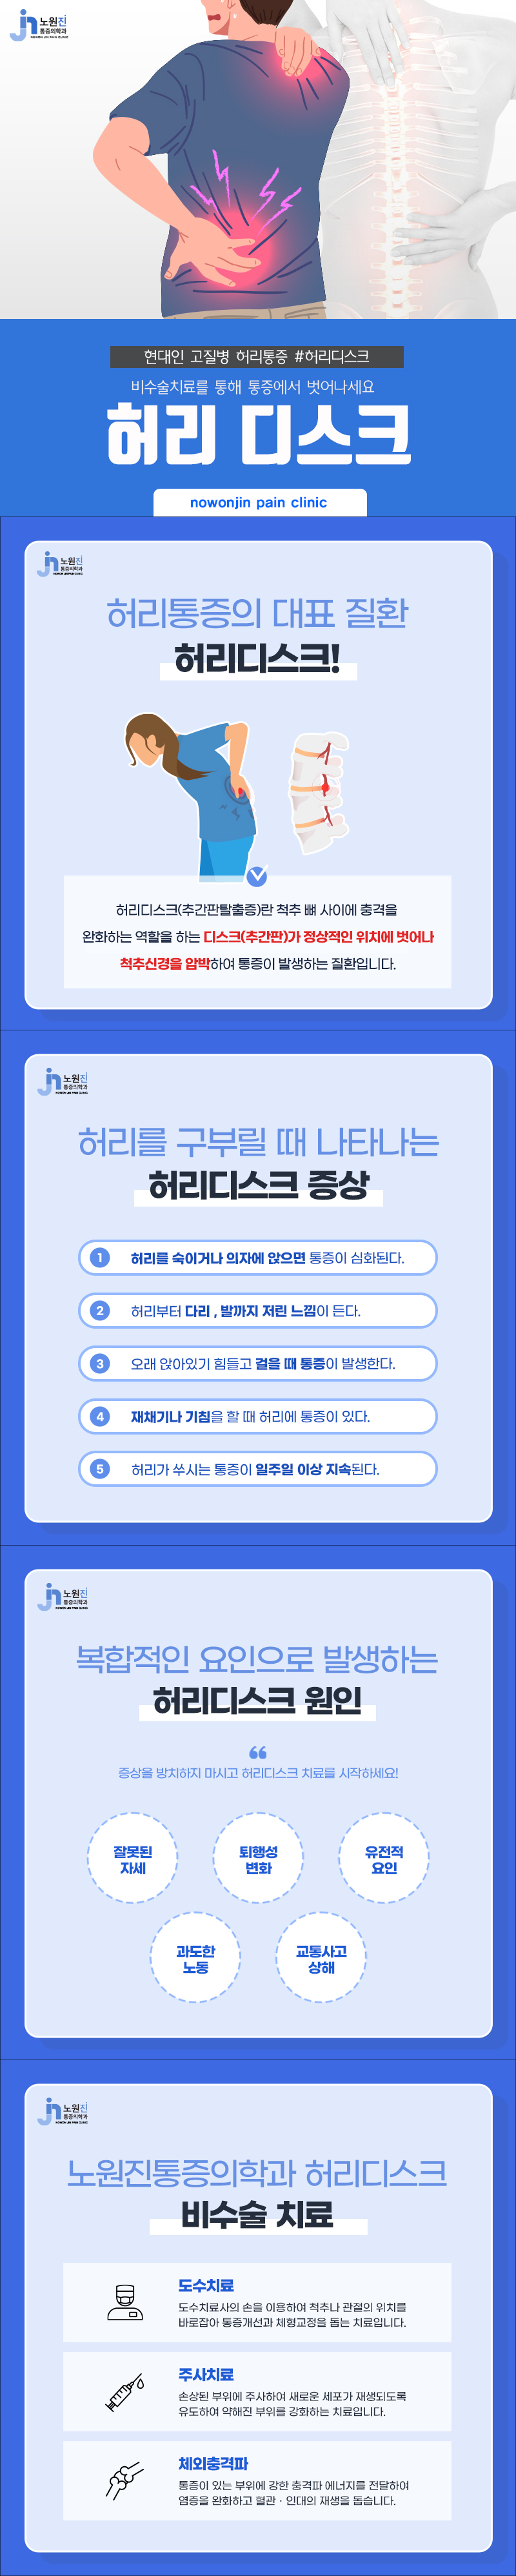 노원진
통증의학과
NOWON JIN PAIN CLINIC
현대인 고질병 허리통증 #허리디스크
비수술치료를 통해 통증에서 벗어나세요
허리 디스크
nowonjin pain clinic
노원진
통증의학과
NOWON JIN PAIN CLINIC
허리통증의 대표 질환
허리디스크!
허리디스크(추간판탈출증)란 척추 뼈 사이에 충격을
완화하는 역할을 하는 디스크(추간판)가 정상적인 위치에 벗어나
척추신경을 압박하여 통증이 발생하는 질환입니다.
노원진
통증의학과
NOWON JIN PAIN CLINIC
허리를 구부릴 때 나타나는
허리디스크 증상
1 허리를 숙이거나 의자에 앉으면 통증이 심화된다.
2 허리부터 다리 , 발까지 저린 느낌이 든다.
3 오래 앉아있기 힘들고 걸을 때 통증이 발생한다.
4 재채기나 기침을 할 때 허리에 통증이 있다.
5 허리가 쑤시는 통증이 일주일 이상 지속된다.
노원진
통증의학과
NOWON JIN PAIN CLINIC
복합적인 요인으로 발생하는
허리디스크 원인
증상을 방치하지 마시고 허리디스크 치료를 시작하세요!
잘못된
자세
퇴행성
변화
유전적
요인
과도한
노동
교통사고
상해
노원진
통증의학과
NOWON JIN PAIN CLINIC
노원진통증의학과 허리디스크
비수술 치료
도수치료
도수치료사의 손을 이용하여 척추나 관절의 위치를
바로잡아 통증개선과 체형교정을 돕는 치료입니다.
주사치료
손상된 부위에 주사하여 새로운 세포가 재생되도록
유도하여 약해진 부위를 강화하는 치료입니다.
체외충격파
통증이 있는 부위에 강한 충격파 에너지를 전달하여
염증을 완화하고 혈관 · 인대의 재생을 돕습니다.